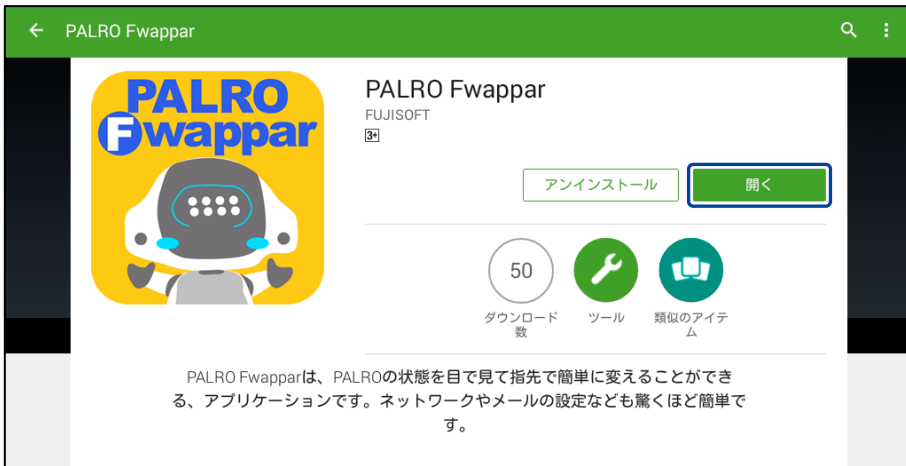 PALRO Fwappar
PALRO
Fwappar
PALRO Fwappar
FUJISOFT
3+
アンインストール
開く
50
ダウンロード
数
ツール
類似のアイテ
ム
PALRO Fwapparは、PALROの状態を目で見て指先で簡単に変えることができ
る、アプリケーションです。ネットワークやメールの設定なども驚くほど簡単で
す。